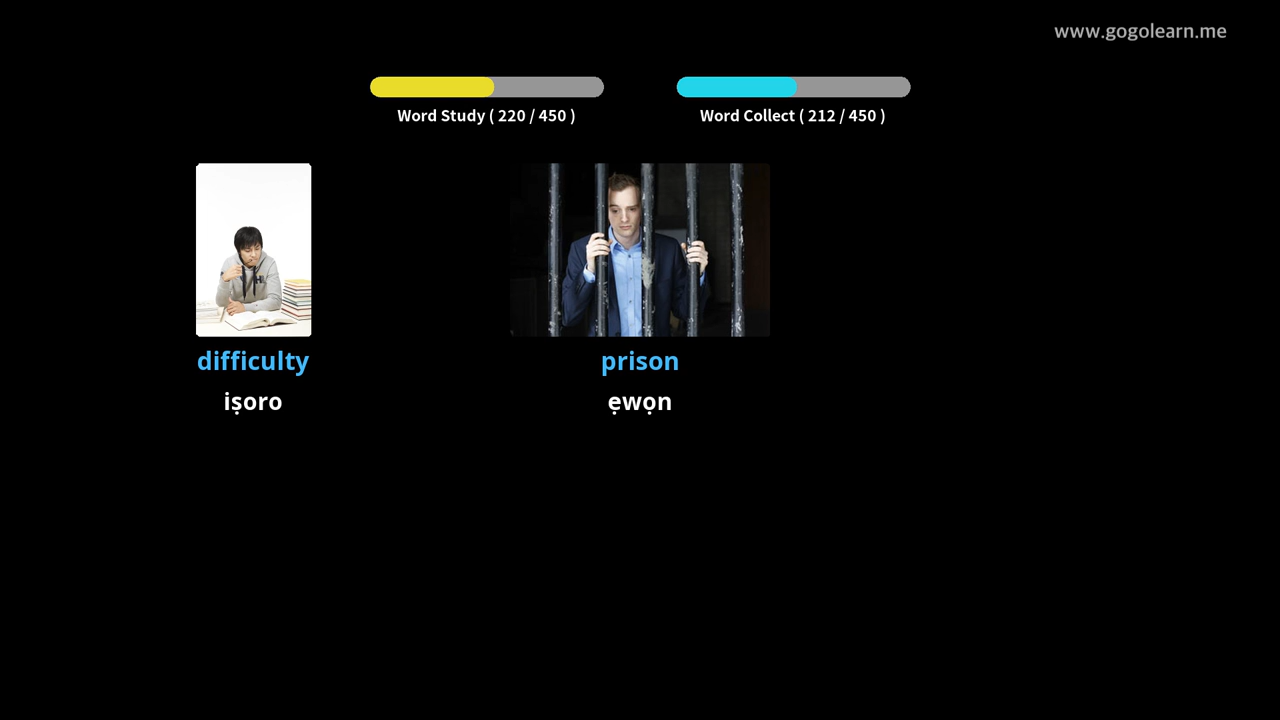 www.gogolearn.me
Word Study ( 220 / 450 )
Word Collect ( 212 / 450 )
difficulty
iṣoro
prison
ẹwọn